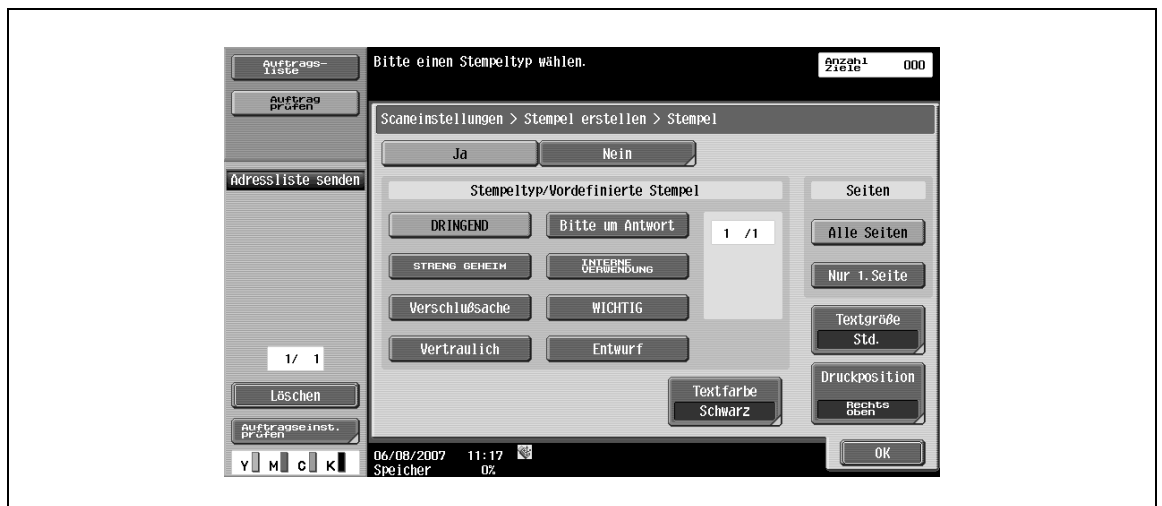 Auftrags-
liste
Bitte einen Stempeltyp wählen.
Anzahl
Ziele 000
Auftrag
prüfen
Scaneinstellungen > Stempel erstellen > Stempel
Ja
Nein
Adressliste senden
Stempeltyp/Vordefinierte Stempel
Seiten
DRINGEND
Bitte um Antwort
1 /1
Alle Seiten
STRENG GEHEIM
INTERNE
VERWENDUNG
Nur 1.Seite
Verschlußsache
WICHTIG
Textgröße
Std.
Vertraulich
Entwurf
1/ 1
Druckposition
Rechts
oben
Löschen
Textfarbe
Schwarz
Auftragseinst.
prüfen
OK
Y M C K
06/08/2007 11:17
Speicher 0%